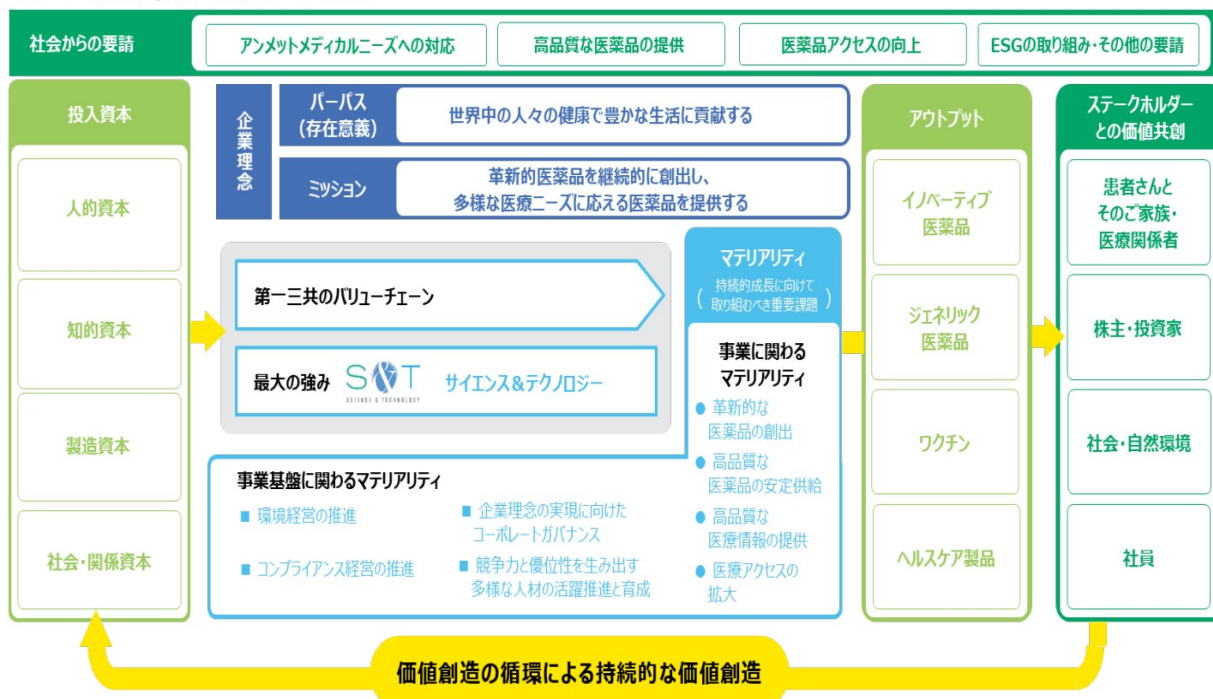 社会からの要請
アンメットメディカルニーズへの対応
高品質な医薬品の提供
医薬品アクセスの向上
ESGの取り組み・その他の要請
投入資本
人的資本
知的資本
製造資本
社会・関係資本
企業理念
パーパス
(存在意義)
世界中の人々の健康で豊かな生活に貢献する
ミッション
革新的医薬品を継続的に創出し、
多様な医療ニーズに応える医薬品を提供する
第一三共のバリューチェーン
最大の強み
S&T
SCIENCE & TECHNOLOGY
サイエンス&テクノロジー
マテリアリティ
(持続的成長に向けて
取り組むべき重要課題)
事業に関わる
マテリアリティ
● 革新的な
医薬品の創出
● 高品質な
医薬品の安定供給
● 高品質な
医療情報の提供
● 医療アクセスの
拡大
事業基盤に関わるマテリアリティ
■ 環境経営の推進
■ コンプライアンス経営の推進
■ 企業理念の実現に向けた
コーポレートガバナンス
■ 競争力と優位性を生み出す
多様な人材の活躍推進と育成
アウトプット
イノベーティブ
医薬品
ジェネリック
医薬品
ワクチン
ヘルスケア製品
ステークホルダー
との価値共創
患者さんと
そのご家族・
医療関係者
株主・投資家
社会・自然環境
社員
価値創造の循環による持続的な価値創造